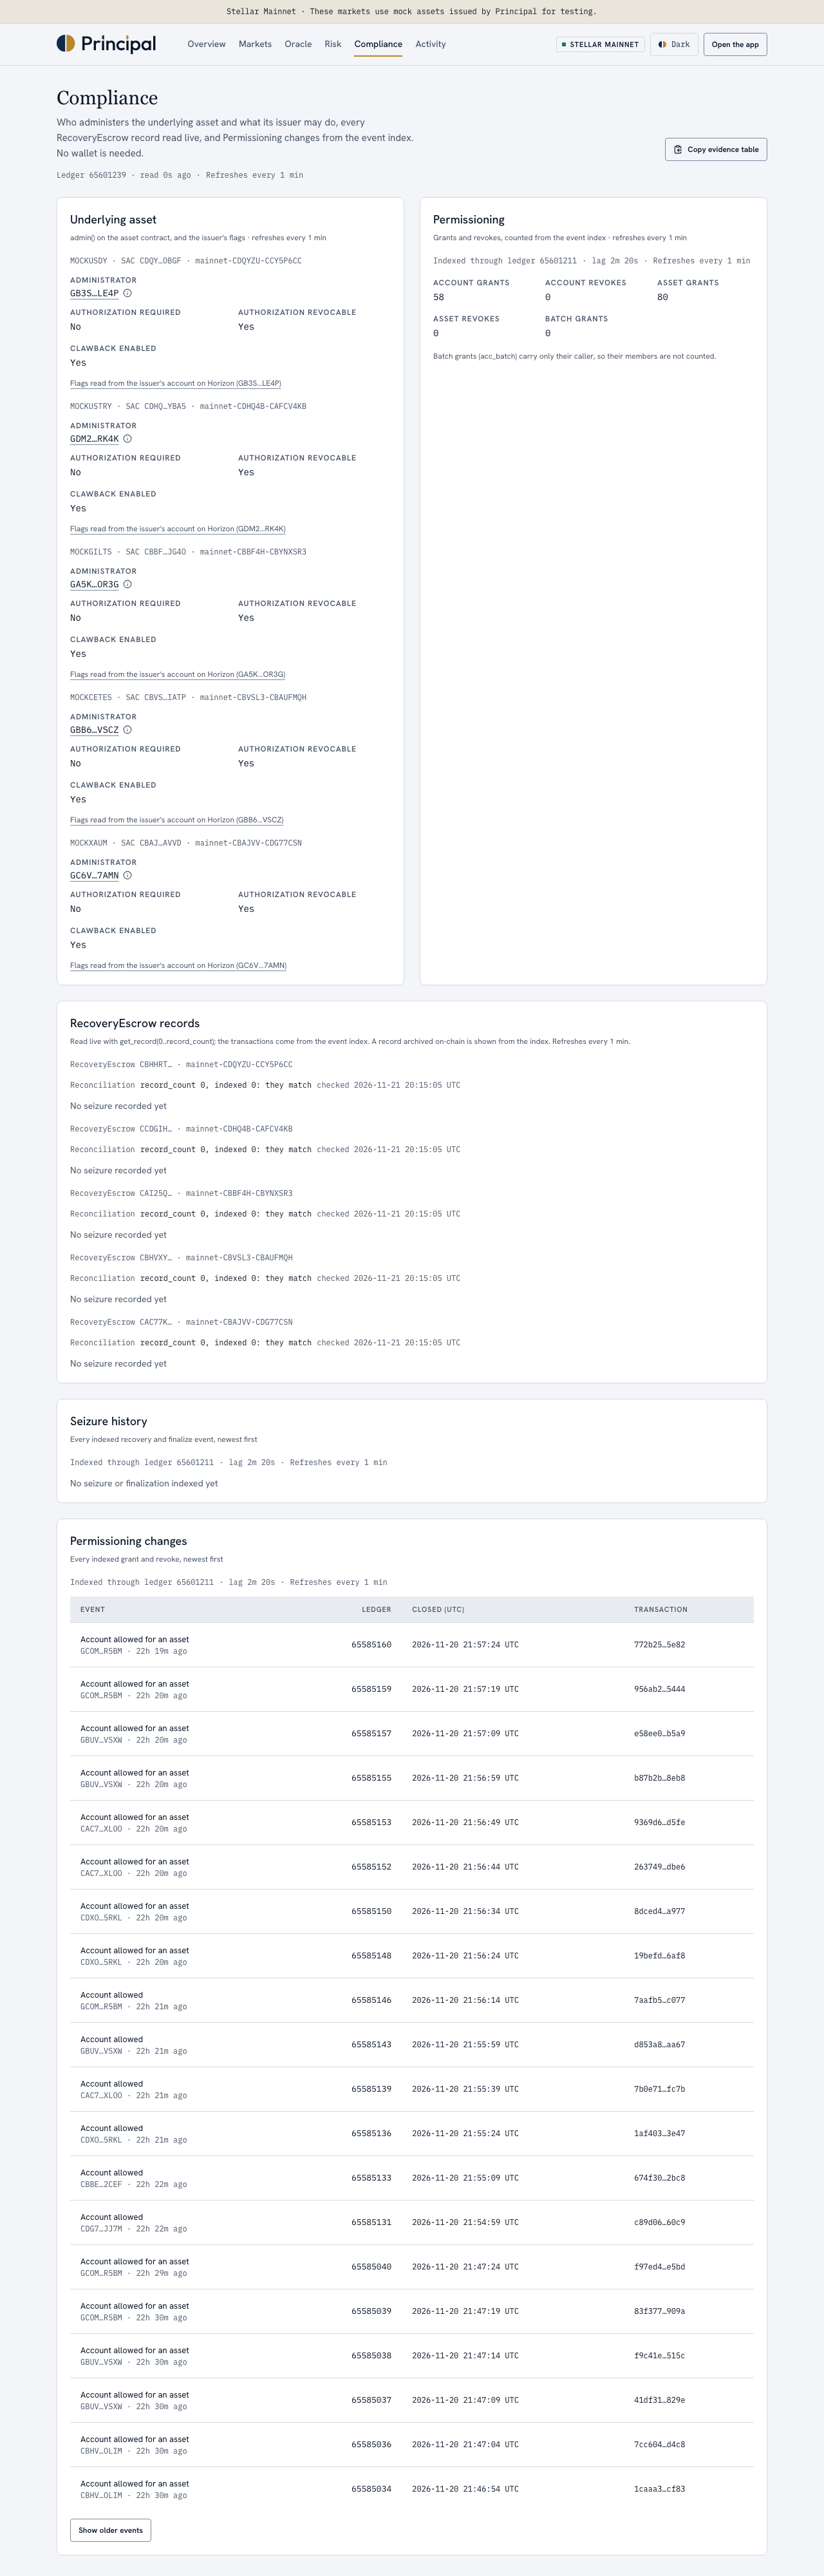 Stellar Mainnet · These markets use mock assets issued by Principal for testing.
Principal
Overview Markets Oracle Risk Compliance Activity
STELLAR MAINNET
Dark
Open the app
Compliance
Who administers the underlying asset and what its issuer may do, every
RecoveryEscrow record read live, and Permissioning changes from the event index.
No wallet is needed.
Copy evidence table
Ledger 65601239 · read 0s ago · Refreshes every 1 min
Underlying asset
admin() on the asset contract, and the issuer's flags · refreshes every 1 min
MOCKUSDY · SAC CDQY…OBGF · mainnet-CDQYZU-CCY5P6CC
ADMINISTRATOR
GB3S…LE4P
AUTHORIZATION REQUIRED AUTHORIZATION REVOCABLE
No Yes
CLAWBACK ENABLED
Yes
Flags read from the issuer's account on Horizon (GB3S…LE4P)
MOCKUSTRY · SAC CDHQ…YBA5 · mainnet-CDHQ4B-CAFCV4KB
ADMINISTRATOR
GDM2…RK4K
AUTHORIZATION REQUIRED AUTHORIZATION REVOCABLE
No Yes
CLAWBACK ENABLED
Yes
Flags read from the issuer's account on Horizon (GDM2…RK4K)
MOCKGILTS · SAC CBBF…JG4O · mainnet-CBBF4H-CBYNXSR3
ADMINISTRATOR
GA5K…OR3G
AUTHORIZATION REQUIRED AUTHORIZATION REVOCABLE
No Yes
CLAWBACK ENABLED
Yes
Flags read from the issuer's account on Horizon (GA5K…OR3G)
MOCKCETES · SAC CBVS…IATP · mainnet-CBVSL3-CBAUFMQH
ADMINISTRATOR
GBB6…VSCZ
AUTHORIZATION REQUIRED AUTHORIZATION REVOCABLE
No Yes
CLAWBACK ENABLED
Yes
Flags read from the issuer's account on Horizon (GBB6…VSCZ)
MOCKXAUM · SAC CBAJ…AVVD · mainnet-CBAJVV-CDG77CSN
ADMINISTRATOR
GC6V…7AMN
AUTHORIZATION REQUIRED AUTHORIZATION REVOCABLE
No Yes
CLAWBACK ENABLED
Yes
Flags read from the issuer's account on Horizon (GC6V…7AMN)
Permissioning
Grants and revokes, counted from the event index · refreshes every 1 min
Indexed through ledger 65601211 · lag 2m 20s · Refreshes every 1 min
ACCOUNT GRANTS ACCOUNT REVOKES ASSET GRANTS
58 0 80
ASSET REVOKES BATCH GRANTS
0 0
Batch grants (acc_batch) carry only their caller, so their members are not counted.
RecoveryEscrow records
Read live with get_record(0..record_count); the transactions come from the event index. A record archived on-chain is shown from the index. Refreshes every 1 min.
RecoveryEscrow CBHHRT… · mainnet-CDQYZU-CCY5P6CC
Reconciliation record_count 0, indexed 0: they match checked 2026-11-21 20:15:05 UTC
No seizure recorded yet
RecoveryEscrow CCDGIH… · mainnet-CDHQ4B-CAFCV4KB
Reconciliation record_count 0, indexed 0: they match checked 2026-11-21 20:15:05 UTC
No seizure recorded yet
RecoveryEscrow CAI25Q… · mainnet-CBBF4H-CBYNXSR3
Reconciliation record_count 0, indexed 0: they match checked 2026-11-21 20:15:05 UTC
No seizure recorded yet
RecoveryEscrow CBHVXY… · mainnet-CBVSL3-CBAUFMQH
Reconciliation record_count 0, indexed 0: they match checked 2026-11-21 20:15:05 UTC
No seizure recorded yet
RecoveryEscrow CAC77K… · mainnet-CBAJVV-CDG77CSN
Reconciliation record_count 0, indexed 0: they match checked 2026-11-21 20:15:05 UTC
No seizure recorded yet
Seizure history
Every indexed recovery and finalize event, newest first
Indexed through ledger 65601211 · lag 2m 20s · Refreshes every 1 min
No seizure or finalization indexed yet
Permissioning changes
Every indexed grant and revoke, newest first
Indexed through ledger 65601211 · lag 2m 20s · Refreshes every 1 min
EVENT LEDGER CLOSED (UTC) TRANSACTION
Account allowed for an asset
GCOM…R5BM · 22h 19m ago 65585160 2026-11-20 21:57:24 UTC 772b25…5e82
Account allowed for an asset
GCOM…R5BM · 22h 20m ago 65585159 2026-11-20 21:57:19 UTC 956ab2…5444
Account allowed for an asset
GBUV…VSXW · 22h 20m ago 65585157 2026-11-20 21:57:09 UTC e58ee0…b5a9
Account allowed for an asset
GBUV…VSXW · 22h 20m ago 65585155 2026-11-20 21:56:59 UTC b87b2b…8eb8
Account allowed for an asset
CAC7…XLOO · 22h 20m ago 65585153 2026-11-20 21:56:49 UTC 9369d6…d5fe
Account allowed for an asset
CAC7…XLOO · 22h 20m ago 65585152 2026-11-20 21:56:44 UTC 263749…dbe6
Account allowed for an asset
CDXO…5RKL · 22h 20m ago 65585150 2026-11-20 21:56:34 UTC 8dced4…a977
Account allowed for an asset
CDXO…5RKL · 22h 20m ago 65585148 2026-11-20 21:56:24 UTC 19befd…6af8
Account allowed
GCOM…R5BM · 22h 21m ago 65585146 2026-11-20 21:56:14 UTC 7aafb5…c077
Account allowed
GBUV…VSXW · 22h 21m ago 65585143 2026-11-20 21:55:59 UTC d853a8…aa67
Account allowed
CAC7…XLOO · 22h 21m ago 65585139 2026-11-20 21:55:39 UTC 7b0e71…fc7b
Account allowed
CDXO…5RKL · 22h 21m ago 65585136 2026-11-20 21:55:24 UTC 1af403…3e47
Account allowed
CBBE…2CEF · 22h 22m ago 65585133 2026-11-20 21:55:09 UTC 674f30…2bc8
Account allowed
CDG7…JJ7M · 22h 22m ago 65585131 2026-11-20 21:54:59 UTC c89d06…60c9
Account allowed for an asset
GCOM…R5BM · 22h 29m ago 65585040 2026-11-20 21:47:24 UTC f97ed4…e5bd
Account allowed for an asset
GCOM…R5BM · 22h 30m ago 65585039 2026-11-20 21:47:19 UTC 83f377…909a
Account allowed for an asset
GBUV…VSXW · 22h 30m ago 65585038 2026-11-20 21:47:14 UTC f9c41e…515c
Account allowed for an asset
GBUV…VSXW · 22h 30m ago 65585037 2026-11-20 21:47:09 UTC 41df31…829e
Account allowed for an asset
CBHV…OLIM · 22h 30m ago 65585036 2026-11-20 21:47:04 UTC 7cc604…d4c8
Account allowed for an asset
CBHV…OLIM · 22h 30m ago 65585034 2026-11-20 21:46:54 UTC 1caaa3…cf83
Show older events